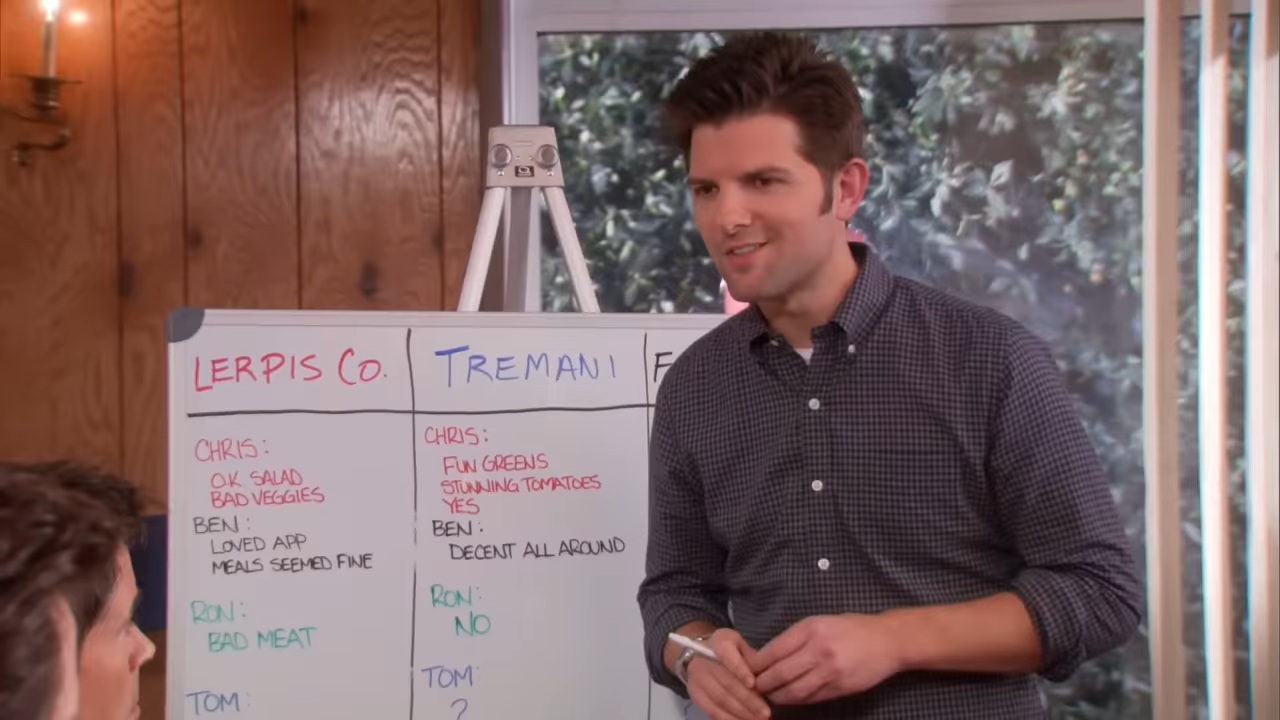 LERPIS CO.
CHRIS:
O.K. SALAD
BAD VEGGIES
BEN:
LOVED APP
MEALS SEEMED FINE
RON:
BAD MEAT
TOM:
TREMANI
CHRIS:
FUN GREENS
STUNNING TOMATOES
YES
BEN:
DECENT ALL AROUND
RON:
NO
TOM:
?
F